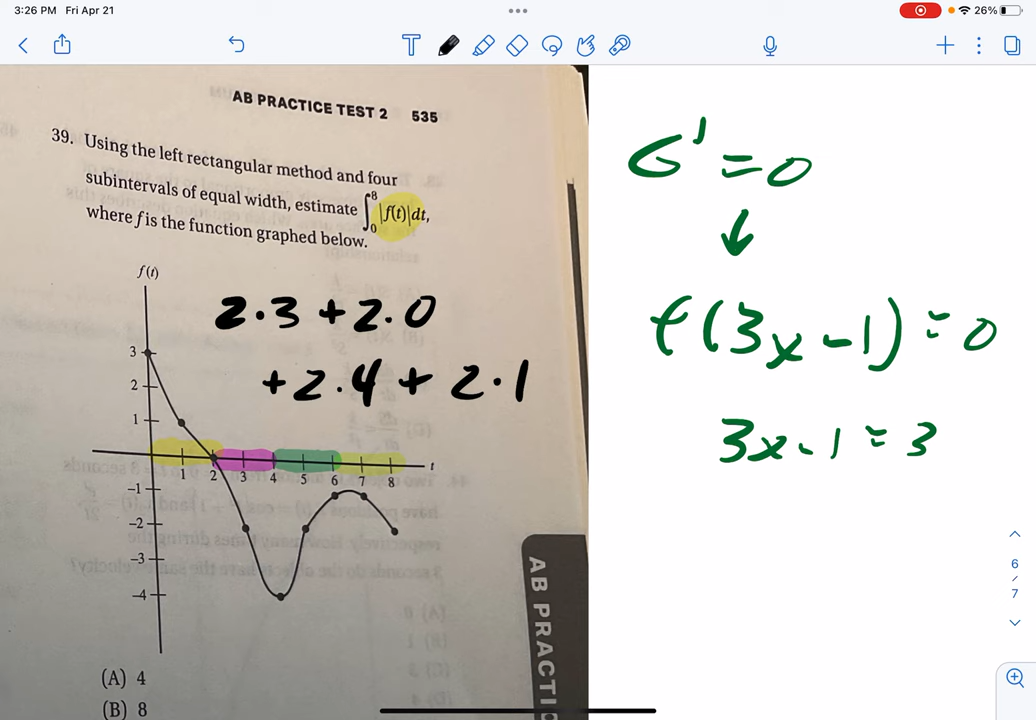 3:26 PM Fri Apr 21
26%
AB PRACTICE TEST 2 535
39. Using the left rectangular method and four
subintervals of equal width, estimate ∫₀⁸ |f(t)|dt,
where f is the function graphed below.
f(t)
3
2
1
-1
-2
-3
-4
1 2 3 4 5 6 7 8 t
2.3 + 2.0
+2.4 + 2.1
(A) 4
(B) 8
AB PRACTIC
G' = 0
↓
f(3x-1) = 0
3x-1 = 3
6
/
7